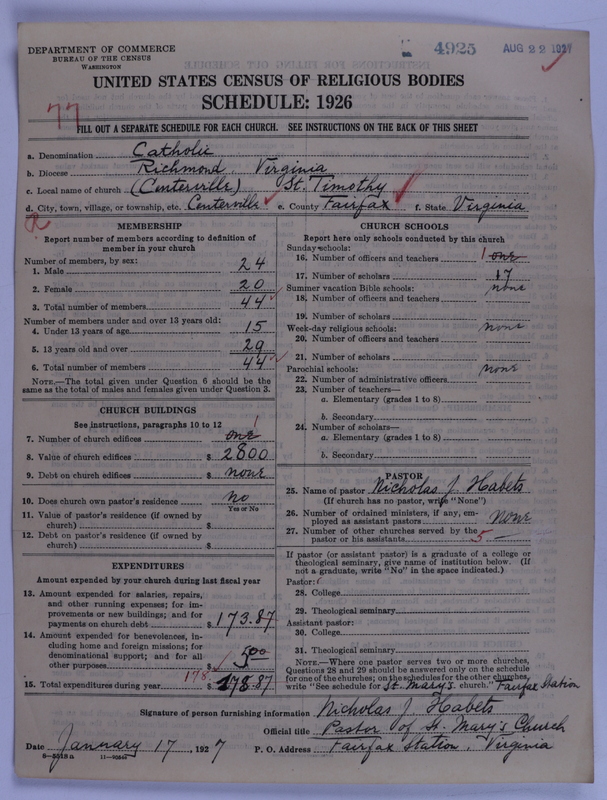 DEPARTMENT OF COMMERCE
BUREAU OF THE CENSUS
WASHINGTON
4925
AUG 22 1927
UNITED STATES CENSUS OF RELIGIOUS BODIES
SCHEDULE: 1926
77
FILL OUT A SEPARATE SCHEDULE FOR EACH CHURCH. SEE INSTRUCTIONS ON THE BACK OF THIS SHEET
a. Denomination Catholic
b. Diocese Richmond, Virginia
c. Local name of church (Centerville) St. Timothy
d. City, town, village, or township, etc. Centerville e. County Fairfax f. State Virginia
MEMBERSHIP
Report number of members according to definition of
member in your church
Number of members, by sex:
1. Male 24
2. Female 20
3. Total number of members 44
Number of members under and over 13 years old:
4. Under 13 years of age 15
5. 13 years old and over 29
6. Total number of members 44
NOTE.—The total given under Question 6 should be the
same as the total of males and females given under Question 3.
CHURCH BUILDINGS
See instructions, paragraphs 10 to 12
7. Number of church edifices one 1
8. Value of church edifices $ 2800
9. Debt on church edifices $ none
10. Does church own pastor's residence No
Yes or No
11. Value of pastor's residence (if owned by
church) $
12. Debt on pastor's residence (if owned by
church) $
EXPENDITURES
Amount expended by your church during last fiscal year
13. Amount expended for salaries, repairs,
and other running expenses; for im-
provements or new buildings; and for
payments on church debt $ 173.87
14. Amount expended for benevolences, in-
cluding home and foreign missions; for
denominational support; and for all
other purposes $ 5.00
178.
15. Total expenditures during year $ 178.87
CHURCH SCHOOLS
Report here only schools conducted by this church
Sunday schools:
16. Number of officers and teachers 1 one
17. Number of scholars 17
Summer vacation Bible schools: none
18. Number of officers and teachers
19. Number of scholars
Week-day religious schools: none
20. Number of officers and teachers
21. Number of scholars
Parochial schools: none
22. Number of administrative officers
23. Number of teachers—
a. Elementary (grades 1 to 8)
b. Secondary
24. Number of scholars—
a. Elementary (grades 1 to 8)
b. Secondary
PASTOR
25. Name of pastor Nicholas J. Habets
(If church has no pastor, write "None")
26. Number of ordained ministers, if any, em-
ployed as assistant pastors None
27. Number of other churches served by the
pastor or his assistants 5
If pastor (or assistant pastor) is a graduate of a college or
theological seminary, give name of institution below. (If
not a graduate, write "No" in the space indicated.)
Pastor:
28. College
29. Theological seminary
Assistant pastor:
30. College
31. Theological seminary
NOTE.—Where one pastor serves two or more churches,
Questions 28 and 29 should be answered only on the schedule
for one of the churches; on the schedules for the other churches,
write "See schedule for St. Mary's church." Fairfax Station
Signature of person furnishing information Nicholas J. Habets
Official title Pastor of St. Mary's Church
Date January 17, 1927 P. O. Address Fairfax Station, Virginia